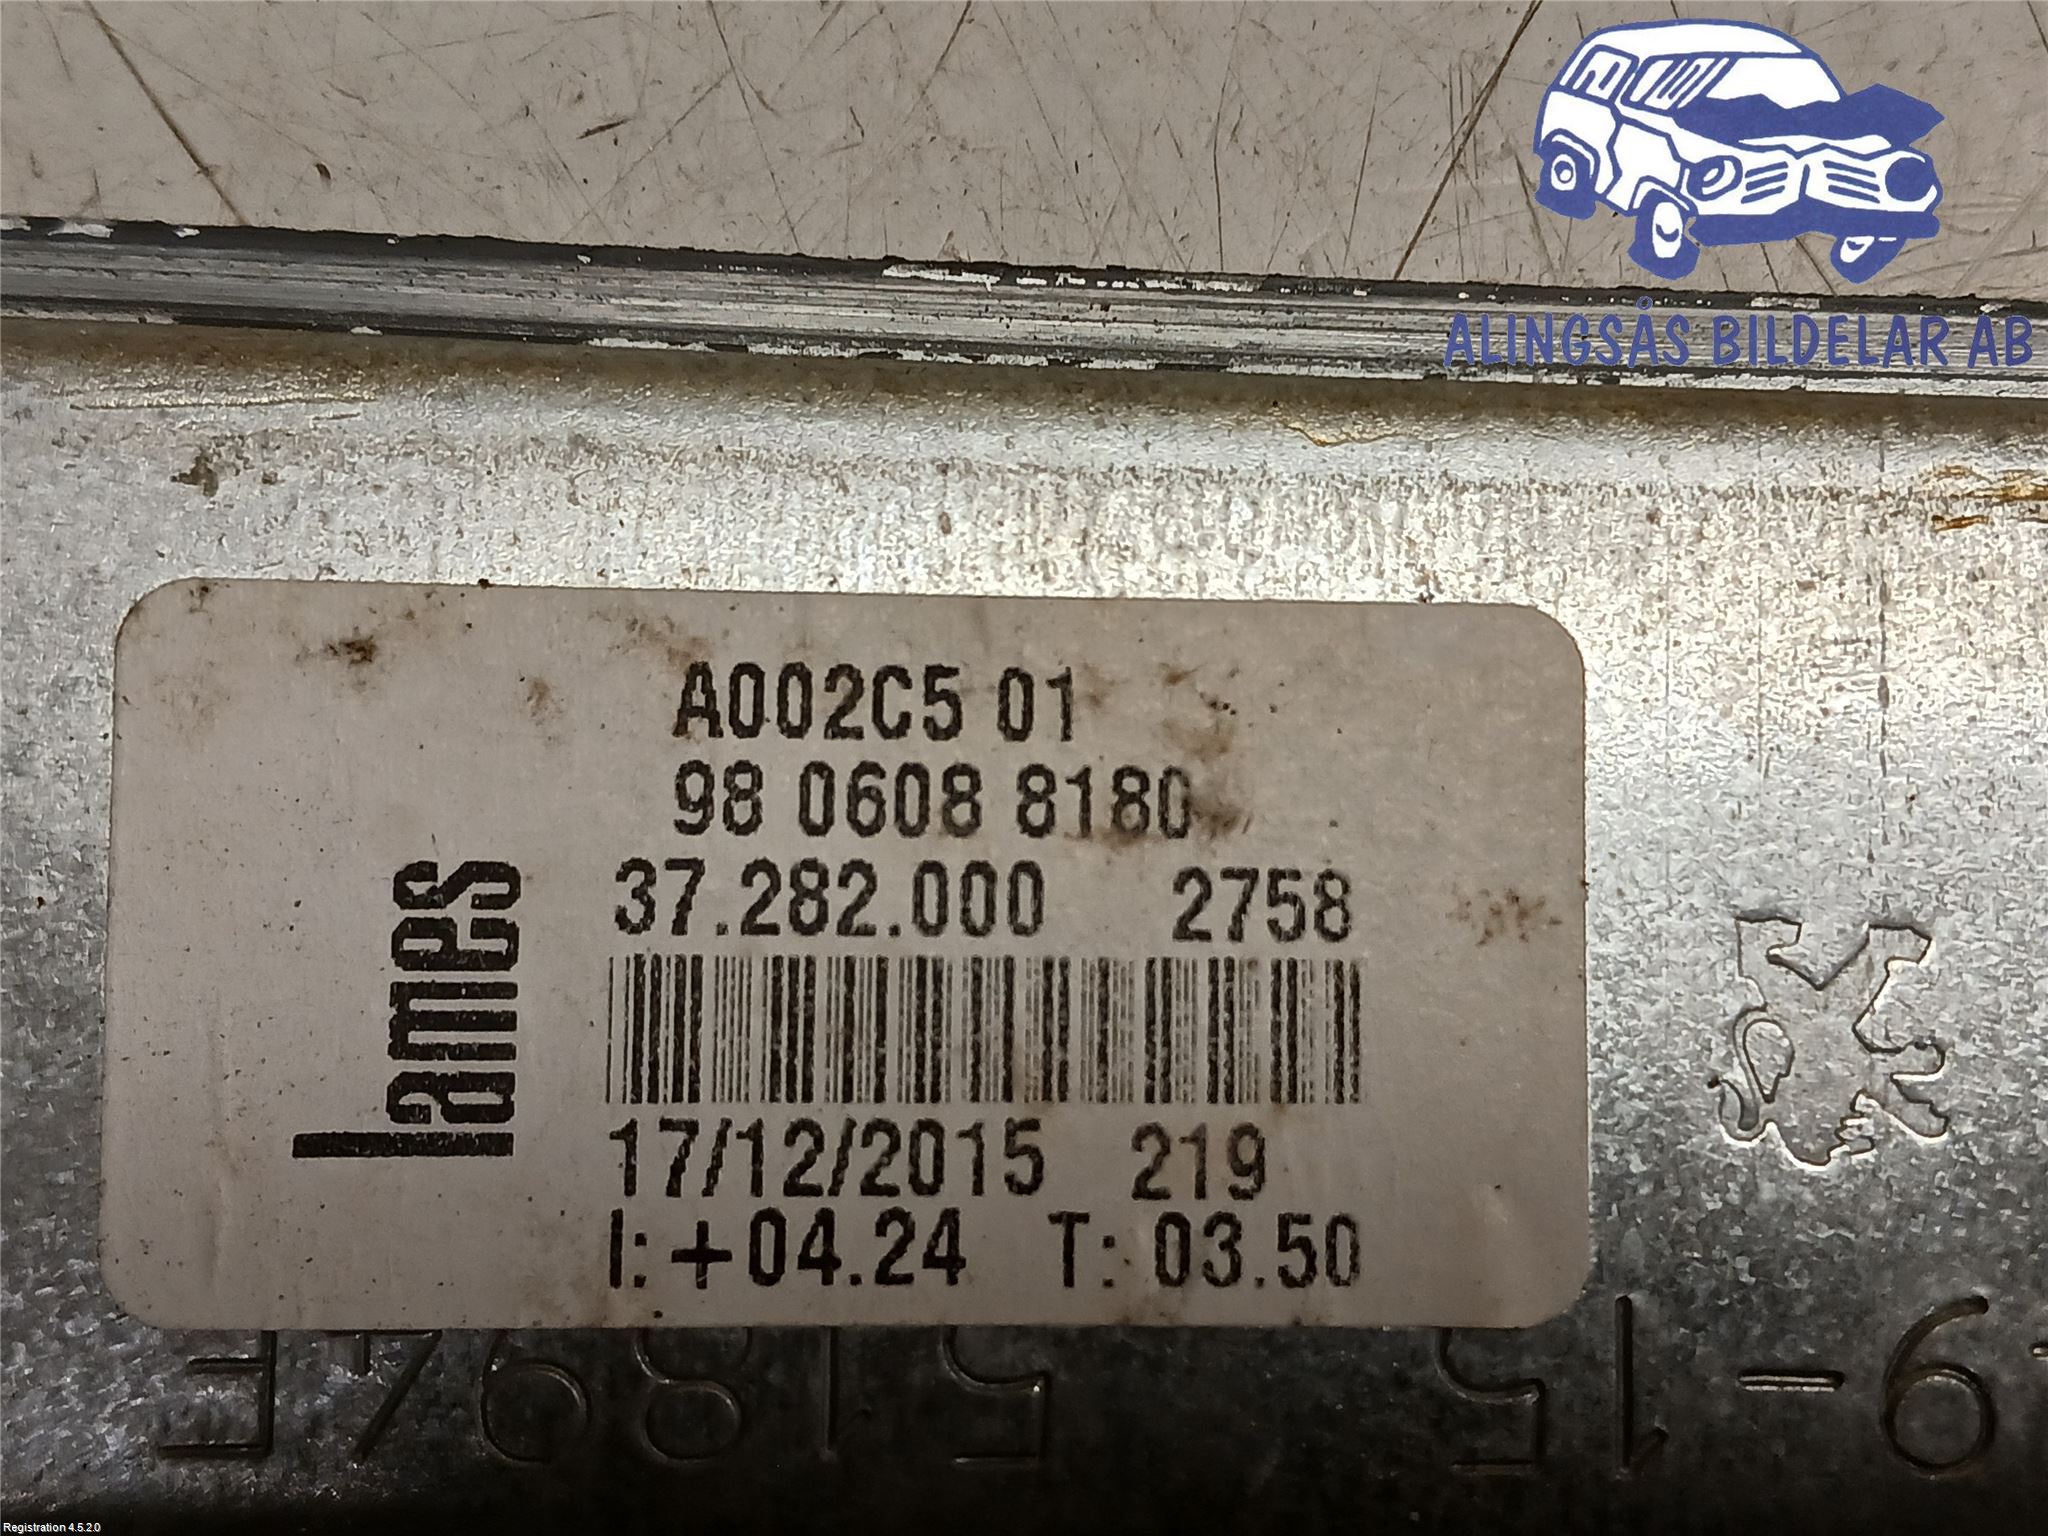 ALINGSÅS BILDELAR AB
A002C5 01
98 0608 8180
37.282.000 2758
lames
17/12/2015 219
I: +04.24 T: 03.50
Registration 4.5.2.0